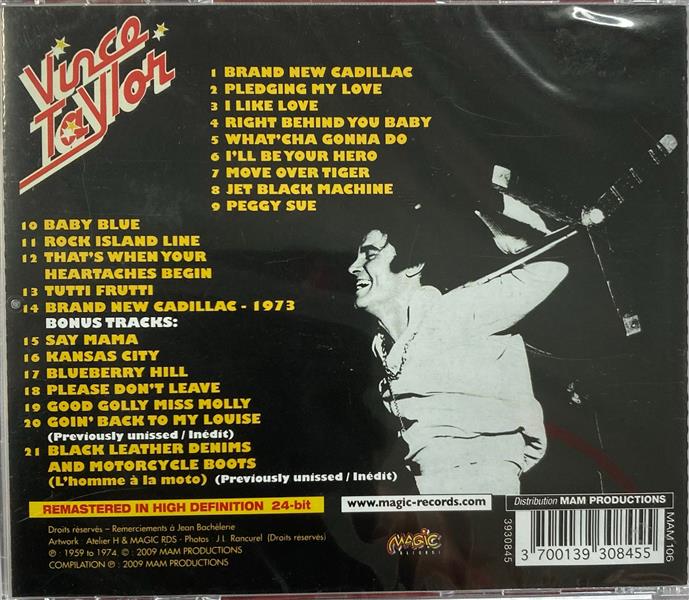 Vince
Taylor
1 BRAND NEW CADILLAC
2 PLEDGING MY LOVE
3 I LIKE LOVE
4 RIGHT BEHIND YOU BABY
5 WHAT'CHA GONNA DO
6 I'LL BE YOUR HERO
7 MOVE OVER TIGER
8 JET BLACK MACHINE
9 PEGGY SUE
10 BABY BLUE
11 ROCK ISLAND LINE
12 THAT'S WHEN YOUR
HEARTACHES BEGIN
13 TUTTI FRUTTI
14 BRAND NEW CADILLAC - 1973
BONUS TRACKS:
15 SAY MAMA
16 KANSAS CITY
17 BLUEBERRY HILL
18 PLEASE DON'T LEAVE
19 GOOD GOLLY MISS MOLLY
20 GOIN' BACK TO MY LOUISE
(Previously unissed / Inédit)
21 BLACK LEATHER DENIMS
AND MOTORCYCLE BOOTS
(L'homme à la moto) (Previously unissed / Inédit)
REMASTERED IN HIGH DEFINITION 24-bit
www.magic-records.com
Distribution MAM PRODUCTIONS
Droits réservés - Remerciements à Jean Bachèlerie
Artwork : Atelier H & MAGIC RDS - Photos : J.L. Rancurel (Droits réservés)
℗ : 1959 to 1974. © : 2009 MAM PRODUCTIONS
COMPILATION ℗ : 2009 MAM PRODUCTIONS
MAGIC
RECORDS
3 700139 308455
3930845
MAM 106